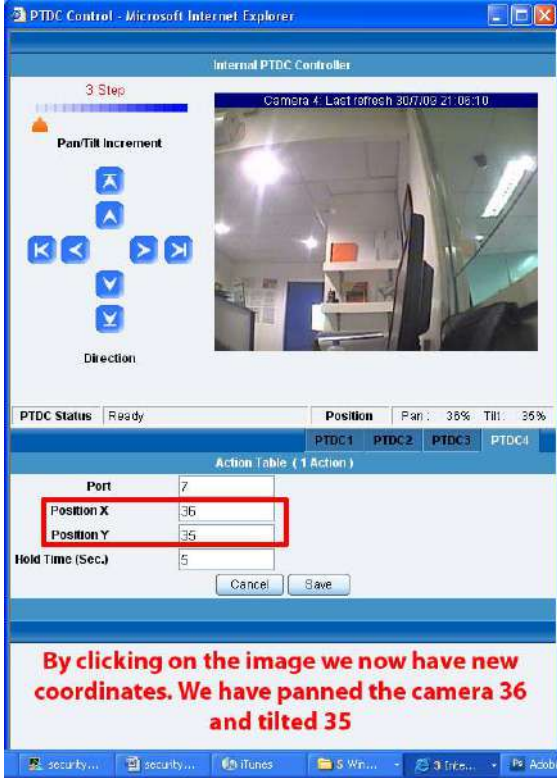 PTDC Control - Microsoft Internet Explorer
Internal PTDC Controller
3 Step
Pan/Tilt Increment
Direction
Camera 4: Last refresh 30/7/09 21:06:10
PTDC Status Ready Position Pan : 36% Tilt : 35%
PTDC1 PTDC2 PTDC3 PTDC4
Action Table ( 1 Action )
Port 7
Position X 36
Position Y 35
Hold Time (Sec.) 5
Cancel Save
By clicking on the image we now have new
coordinates. We have panned the camera 36
and tilted 35
security... security... iTunes 5 Win... 3 Inte... Ps Adob